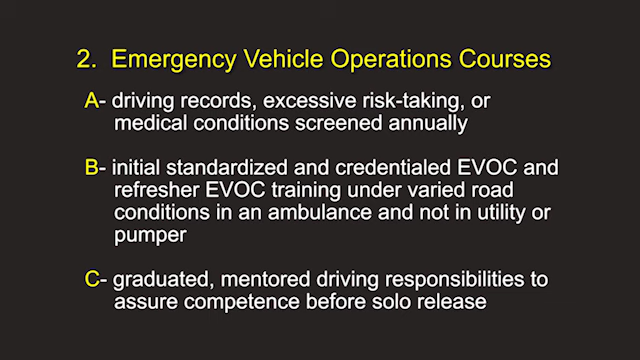 2. Emergency Vehicle Operations Courses
A- driving records, excessive risk-taking, or
medical conditions screened annually
B- initial standardized and credentialed EVOC and
refresher EVOC training under varied road
conditions in an ambulance and not in utility or
pumper
C- graduated, mentored driving responsibilities to
assure competence before solo release